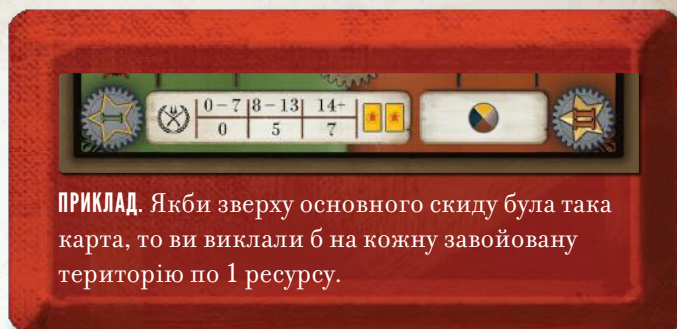 I 0–7 8–13 14+ II
0 5 7
ПРИКЛАД. Якби зверху основного скиду була така
карта, то ви виклали б на кожну завойовану
територію по 1 ресурсу.